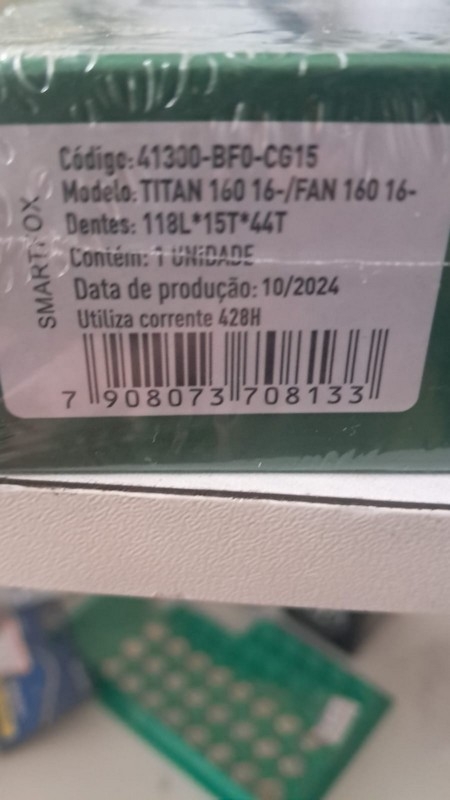 SMARTFOX
Código: 41300-BF0-CG15
Modelo: TITAN 160 16-/FAN 160 16-
Dentes: 118L*15T*44T
Contém: 1 UNIDADE
Data de produção: 10/2024
Utiliza corrente 428H
7 908073 708133